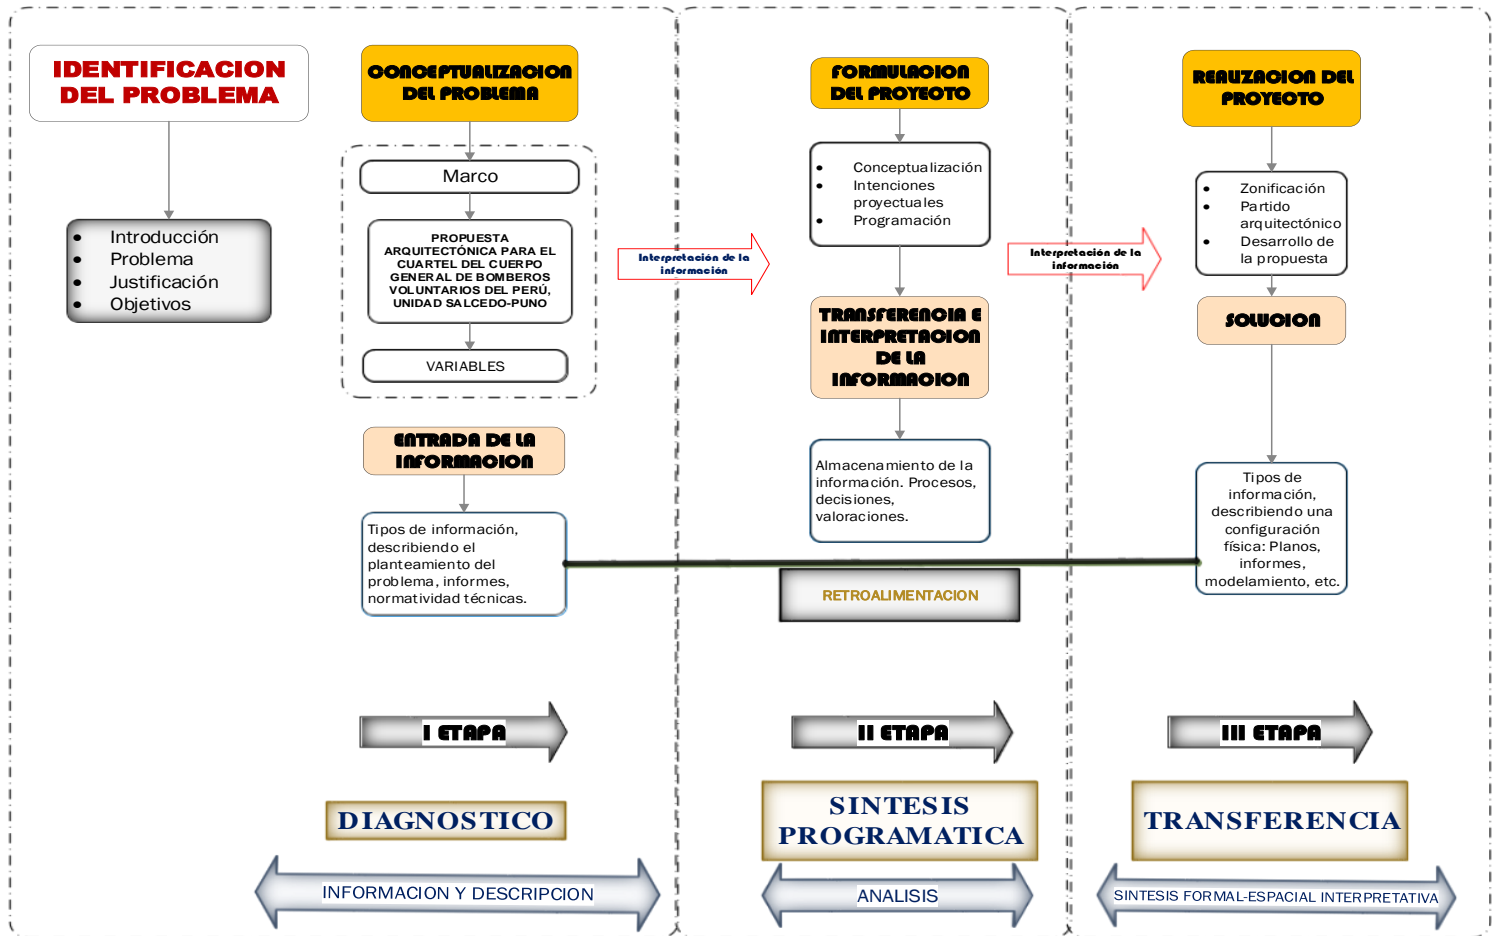 IDENTIFICACION
DEL PROBLEMA
Introducción
Problema
Justificación
Objetivos
CONCEPTUALIZACION
DEL PROBLEMA
Marco
PROPUESTA
ARQUITECTÓNICA PARA EL
CUARTEL DEL CUERPO
GENERAL DE BOMBEROS
VOLUNTARIOS DEL PERÚ,
UNIDAD SALCEDO-PUNO
VARIABLES
ENTRADA DE LA
INFORMACION
Tipos de información,
describiendo el
planteamiento del
problema, informes,
normatividad técnicas.
Interpretación de la
información
FORMULACION
DEL PROYECTO
Conceptualización
Intenciones
proyectuales
Programación
TRANSFERENCIA E
INTERPRETACION
DE LA
INFORMACION
Almacenamiento de la
información. Procesos,
decisiones,
valoraciones.
RETROALIMENTACION
Interpretación de la
información
REALIZACION DEL
PROYECTO
Zonificación
Partido
arquitectónico
Desarrollo de
la propuesta
SOLUCION
Tipos de
información,
describiendo una
configuración
física: Planos,
informes,
modelamiento, etc.
I ETAPA
II ETAPA
III ETAPA
DIAGNOSTICO
SINTESIS
PROGRAMATICA
TRANSFERENCIA
INFORMACION Y DESCRIPCION
ANALISIS
SINTESIS FORMAL-ESPACIAL INTERPRETATIVA